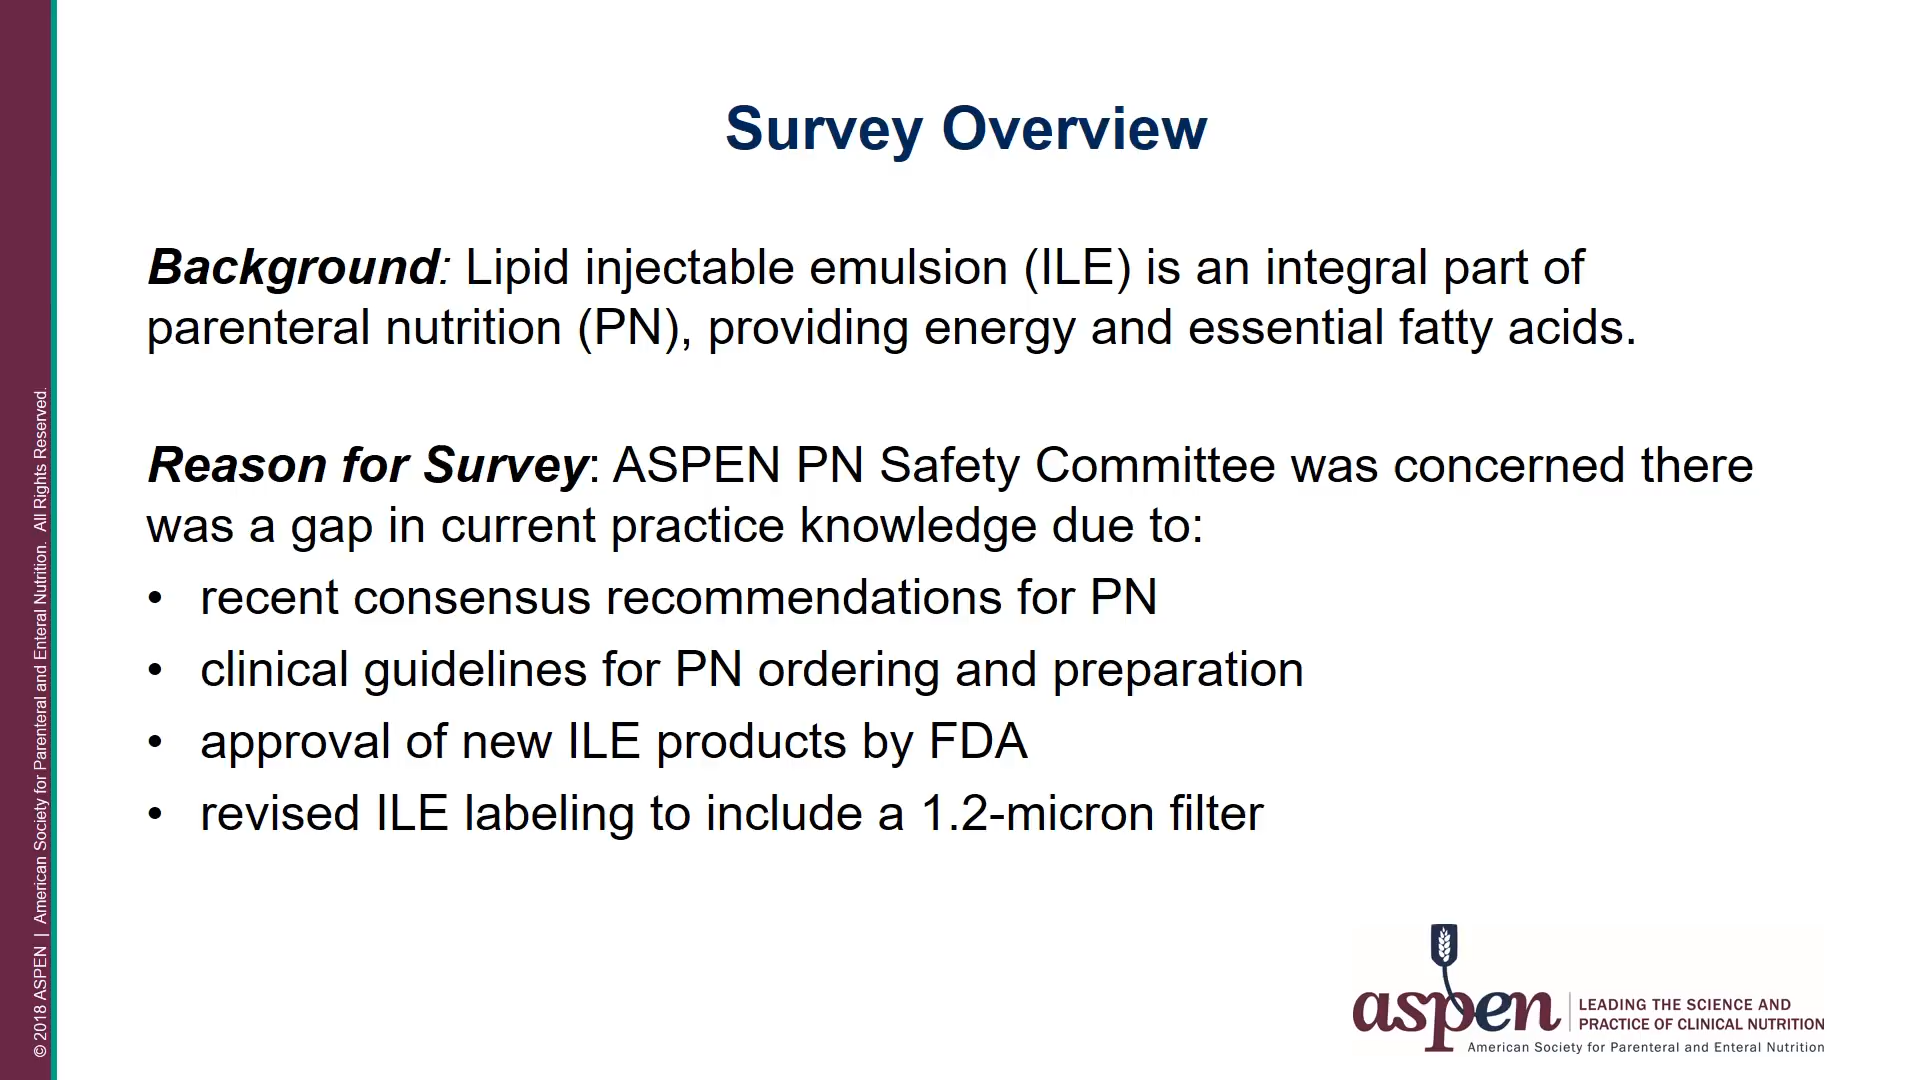 Survey Overview
Background: Lipid injectable emulsion (ILE) is an integral part of
parenteral nutrition (PN), providing energy and essential fatty acids.
Reason for Survey: ASPEN PN Safety Committee was concerned there
was a gap in current practice knowledge due to:
• recent consensus recommendations for PN
• clinical guidelines for PN ordering and preparation
• approval of new ILE products by FDA
• revised ILE labeling to include a 1.2-micron filter
© 2018 ASPEN | American Society for Parenteral and Enteral Nutrition. All Rights Reserved.
aspen
LEADING THE SCIENCE AND
PRACTICE OF CLINICAL NUTRITION
American Society for Parenteral and Enteral Nutrition